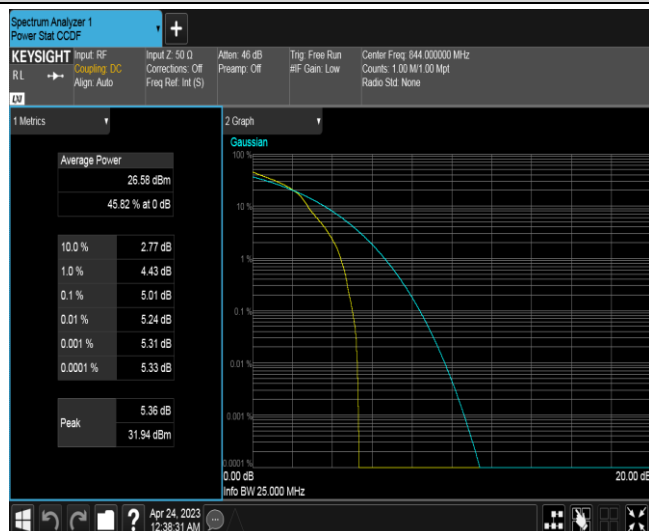 Spectrum Analyzer 1
Power Stat CCDF
+
KEYSIGHT
RL
LXI
Input: RF
Coupling: DC
Align: Auto
Input Z: 50 Ω
Corrections: Off
Freq Ref: Int (S)
Atten: 46 dB
Preamp: Off
Trig: Free Run
#IF Gain: Low
Center Freq: 844.000000 MHz
Counts: 1.00 M/1.00 Mpt
Radio Std: None
1 Metrics
Average Power
26.58 dBm
45.82 % at 0 dB
10.0 % 2.77 dB
1.0 % 4.43 dB
0.1 % 5.01 dB
0.01 % 5.24 dB
0.001 % 5.31 dB
0.0001 % 5.33 dB
Peak
5.36 dB
31.94 dBm
2 Graph
Gaussian
100 %
10 %
1 %
0.1 %
0.01 %
0.001 %
0.0001 %
0.00 dB
20.00 dB
Info BW 25.000 MHz
?
Apr 24, 2023
12:38:31 AM